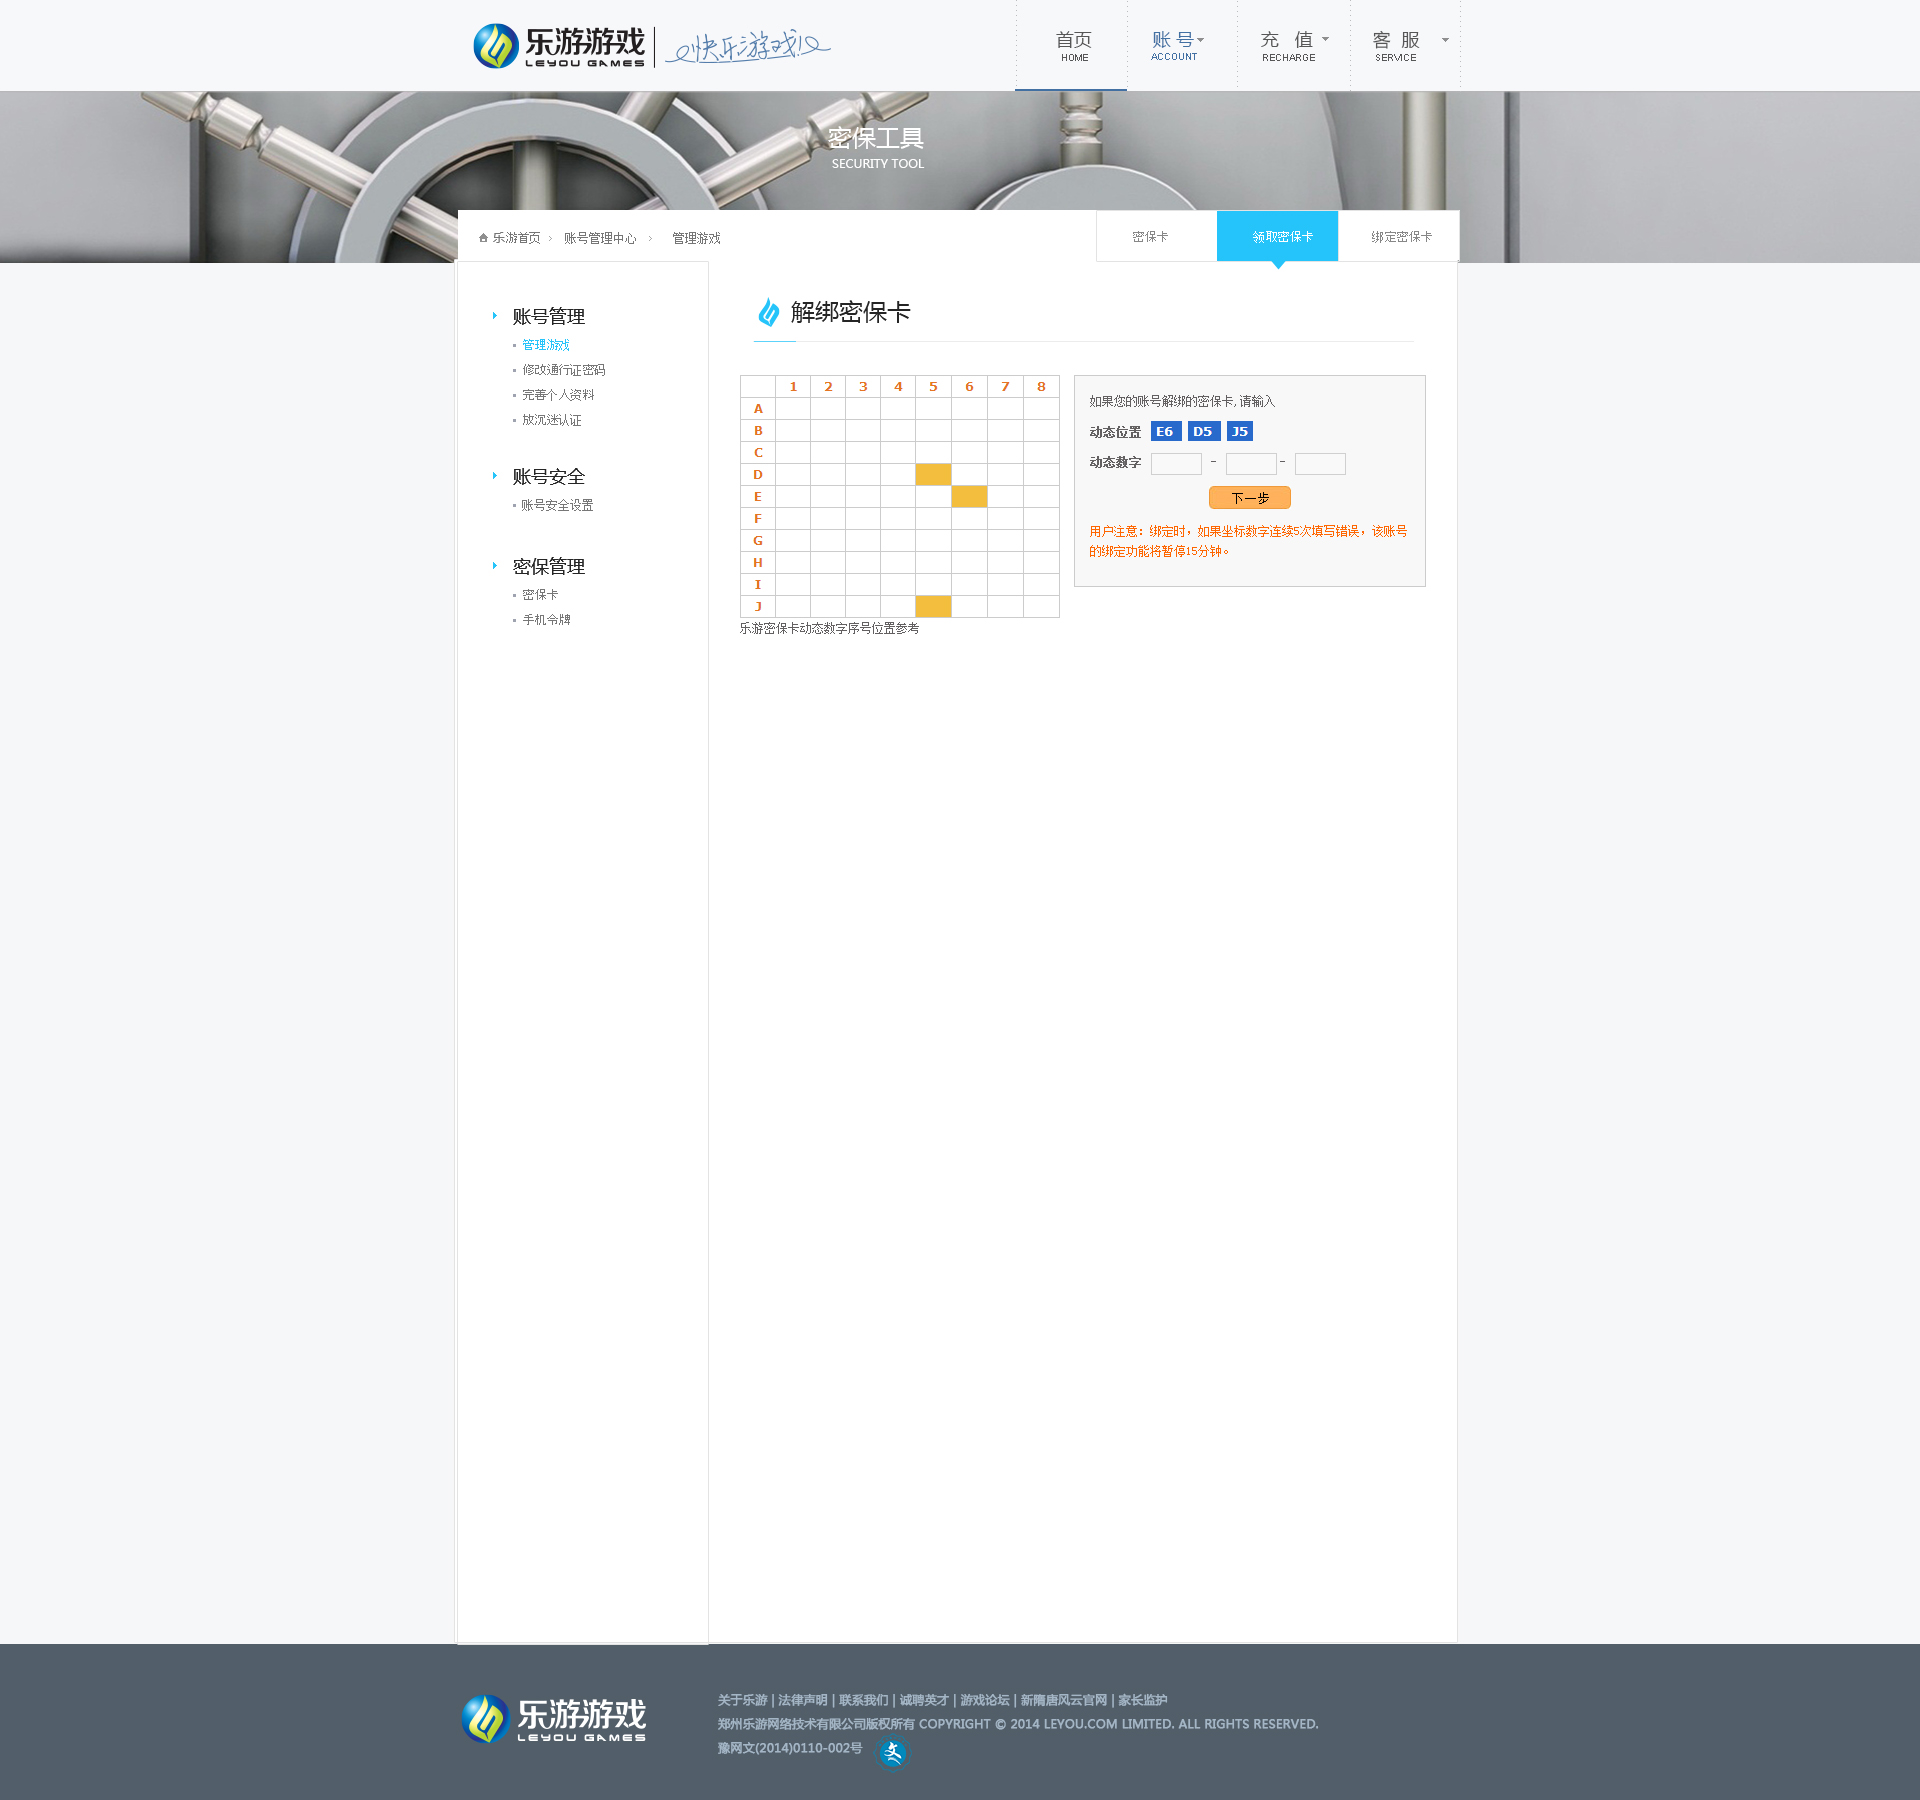 乐游游戏
LEYOU GAMES
快乐游戏
首页
HOME
账号
ACCOUNT
充 值
RECHARGE
客 服
SERVICE
密保工具
SECURITY TOOL
乐游首页 › 账号管理中心 › 管理游戏
密保卡
领取密保卡
绑定密保卡
账号管理
管理游戏
修改通行证密码
完善个人资料
放沉迷认证
账号安全
账号安全设置
密保管理
密保卡
手机令牌
解绑密保卡
1 2 3 4 5 6 7 8
A
B
C
D
E
F
G
H
I
J
乐游密保卡动态数字序号位置参考
如果您的账号解绑的密保卡,请输入
动态位置 E6 D5 J5
动态数字 - -
下一步
用户注意：绑定时，如果坐标数字连续5次填写错误，该账号
的绑定功能将暂停15分钟。
乐游游戏
LEYOU GAMES
关于乐游 | 法律声明 | 联系我们 | 诚聘英才 | 游戏论坛 | 新隋唐风云官网 | 家长监护
郑州乐游网络技术有限公司版权所有 COPYRIGHT © 2014 LEYOU.COM LIMITED. ALL RIGHTS RESERVED.
豫网文(2014)0110-002号